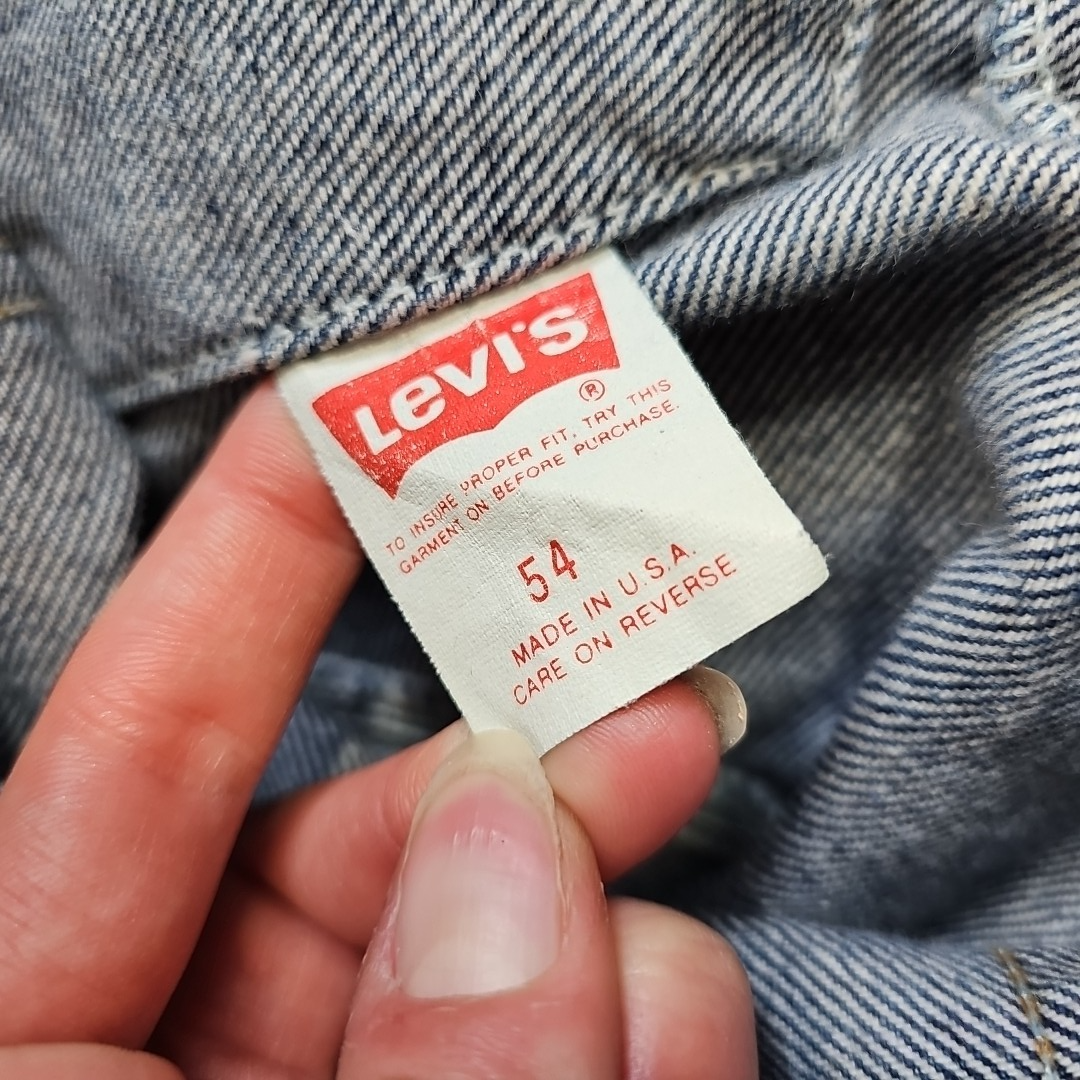 Levi's
®
TO INSURE PROPER FIT, TRY THIS
GARMENT ON BEFORE PURCHASE.
54
MADE IN U.S.A.
CARE ON REVERSE